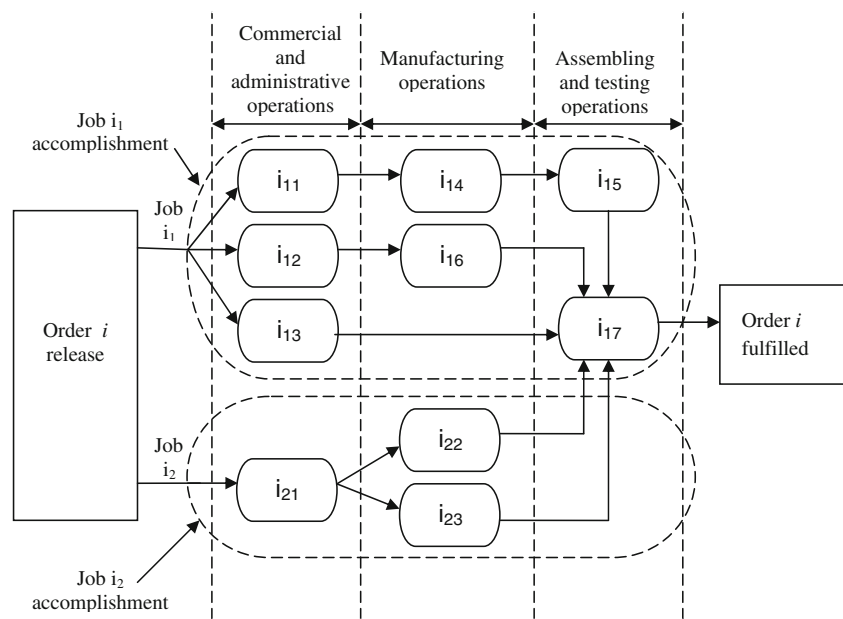 Commercial
and
administrative
operations
Manufacturing
operations
Assembling
and testing
operations
Job i₁
accomplishment
Job
i₁
i₁₁
i₁₄
i₁₅
i₁₂
i₁₆
i₁₃
i₁₇
Order i
release
Order i
fulfilled
Job
i₂
i₂₁
i₂₂
i₂₃
Job i₂
accomplishment